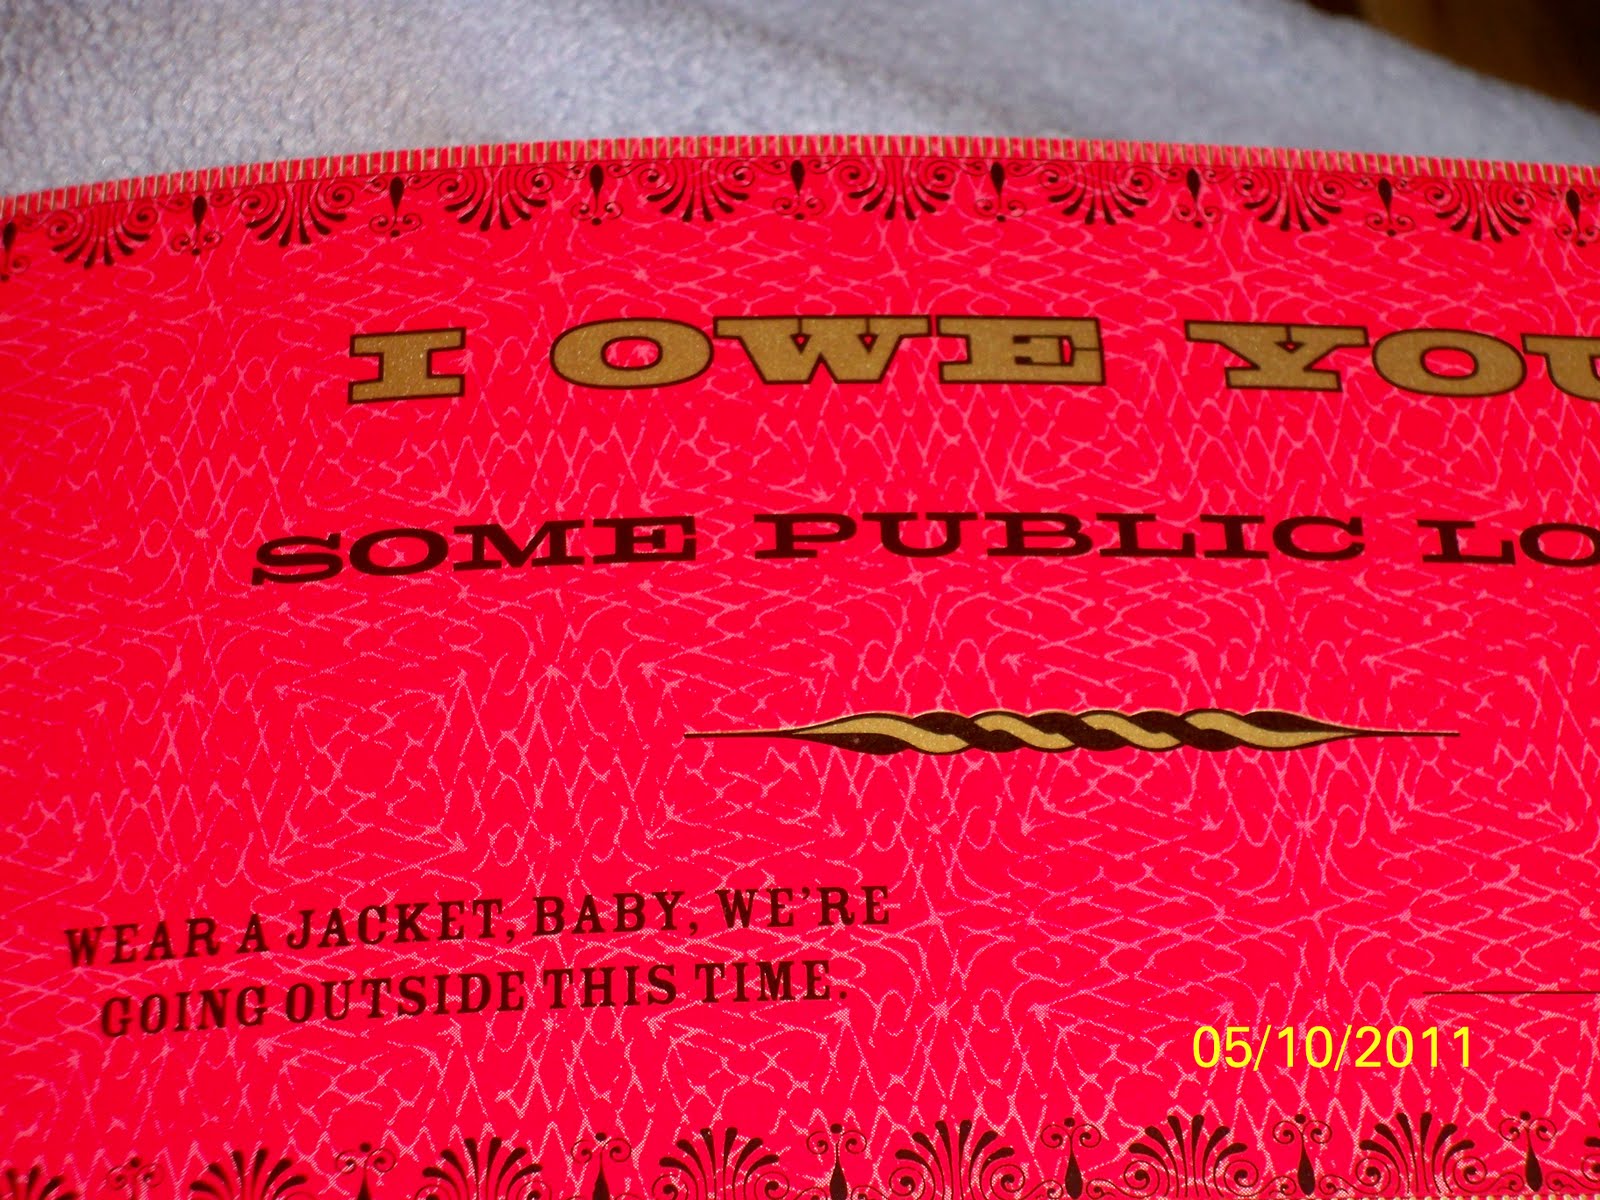 I OWE YOU
SOME PUBLIC LO
WEAR A JACKET, BABY, WE'RE
GOING OUTSIDE THIS TIME.
05/10/2011